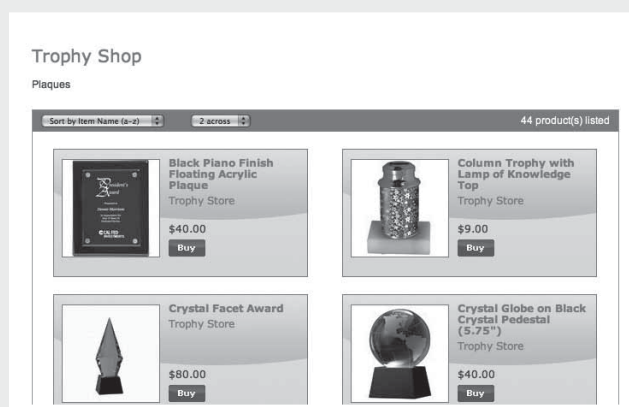 Trophy Shop
Plaques
Sort by Item Name (a-z)
2 across
44 product(s) listed
Black Piano Finish
Floating Acrylic
Plaque
Trophy Store
$40.00
Buy
Column Trophy with
Lamp of Knowledge
Top
Trophy Store
$9.00
Buy
President's
Award
Crystal Facet Award
Trophy Store
$80.00
Buy
Crystal Globe on Black
Crystal Pedestal
(5.75")
Trophy Store
$40.00
Buy